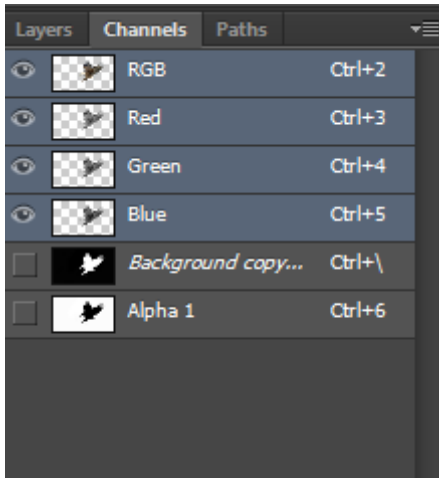 Layers Channels Paths
RGB Ctrl+2
Red Ctrl+3
Green Ctrl+4
Blue Ctrl+5
Background copy... Ctrl+\
Alpha 1 Ctrl+6